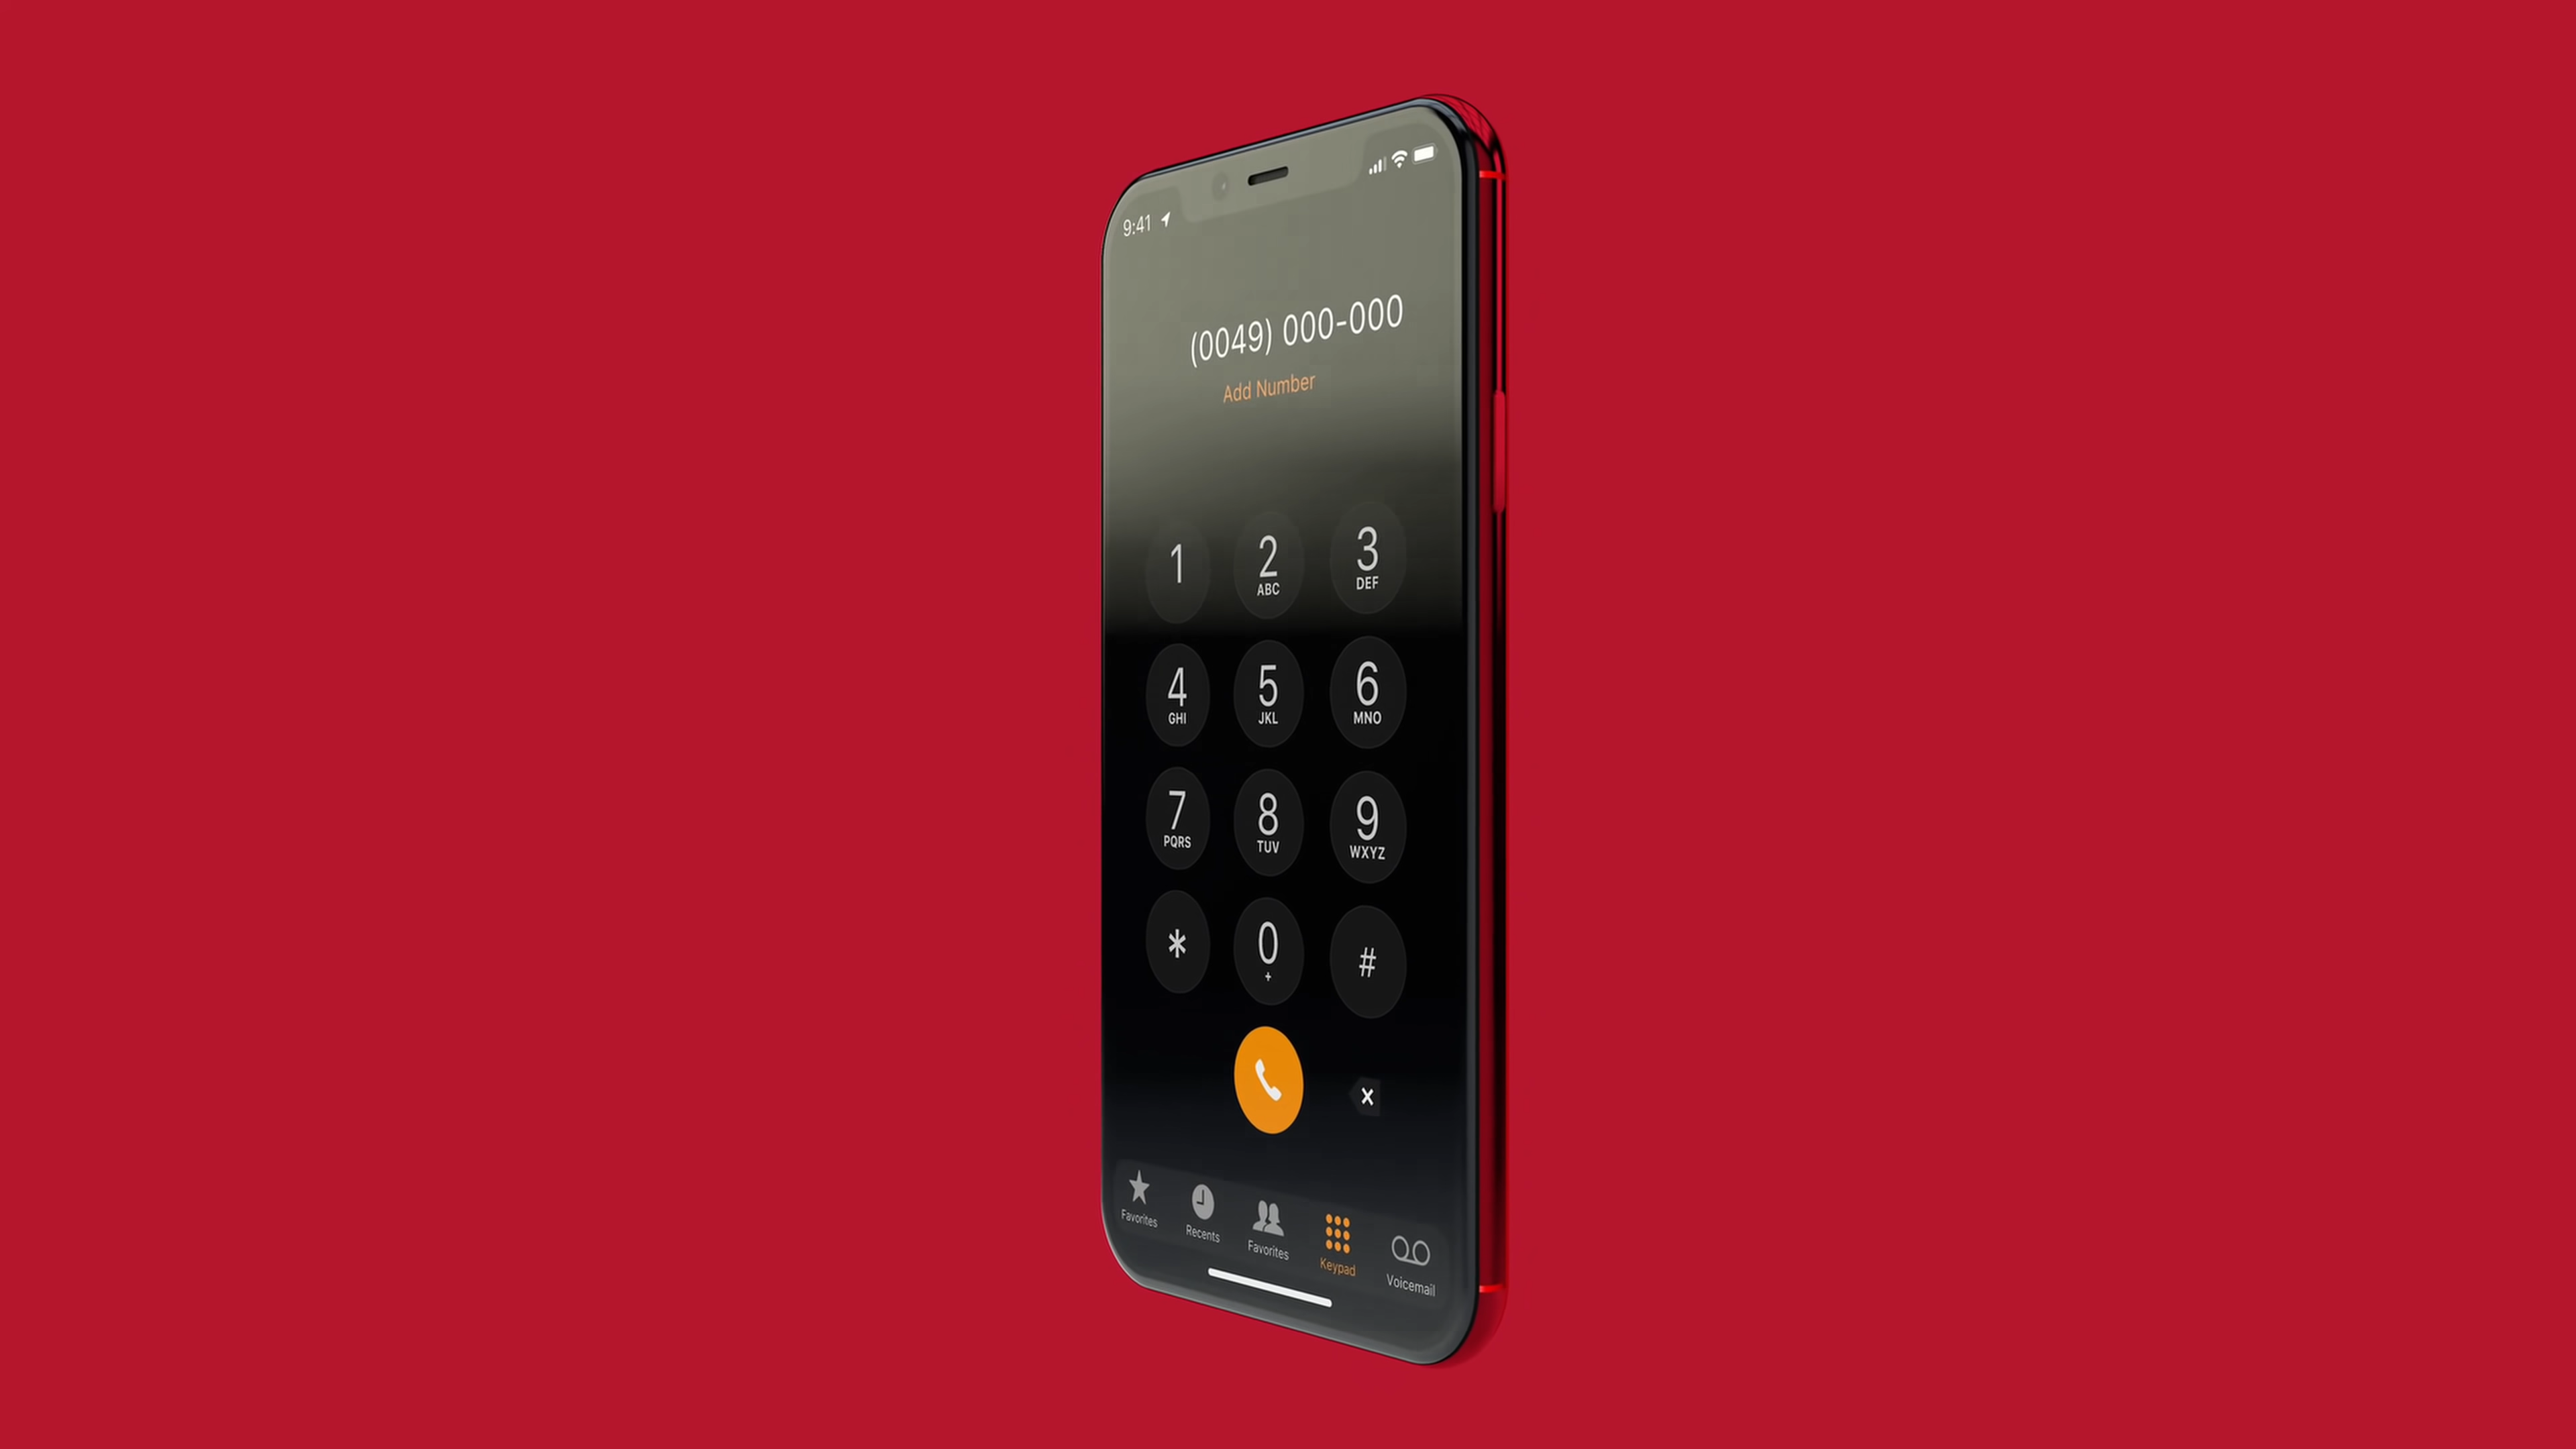 9:41
(0049) 000-000
Add Number
1
2
ABC
3
DEF
4
GHI
5
JKL
6
MNO
7
PQRS
8
TUV
9
WXYZ
*
0
+
#
Favorites
Recents
Favorites
Keypad
Voicemail